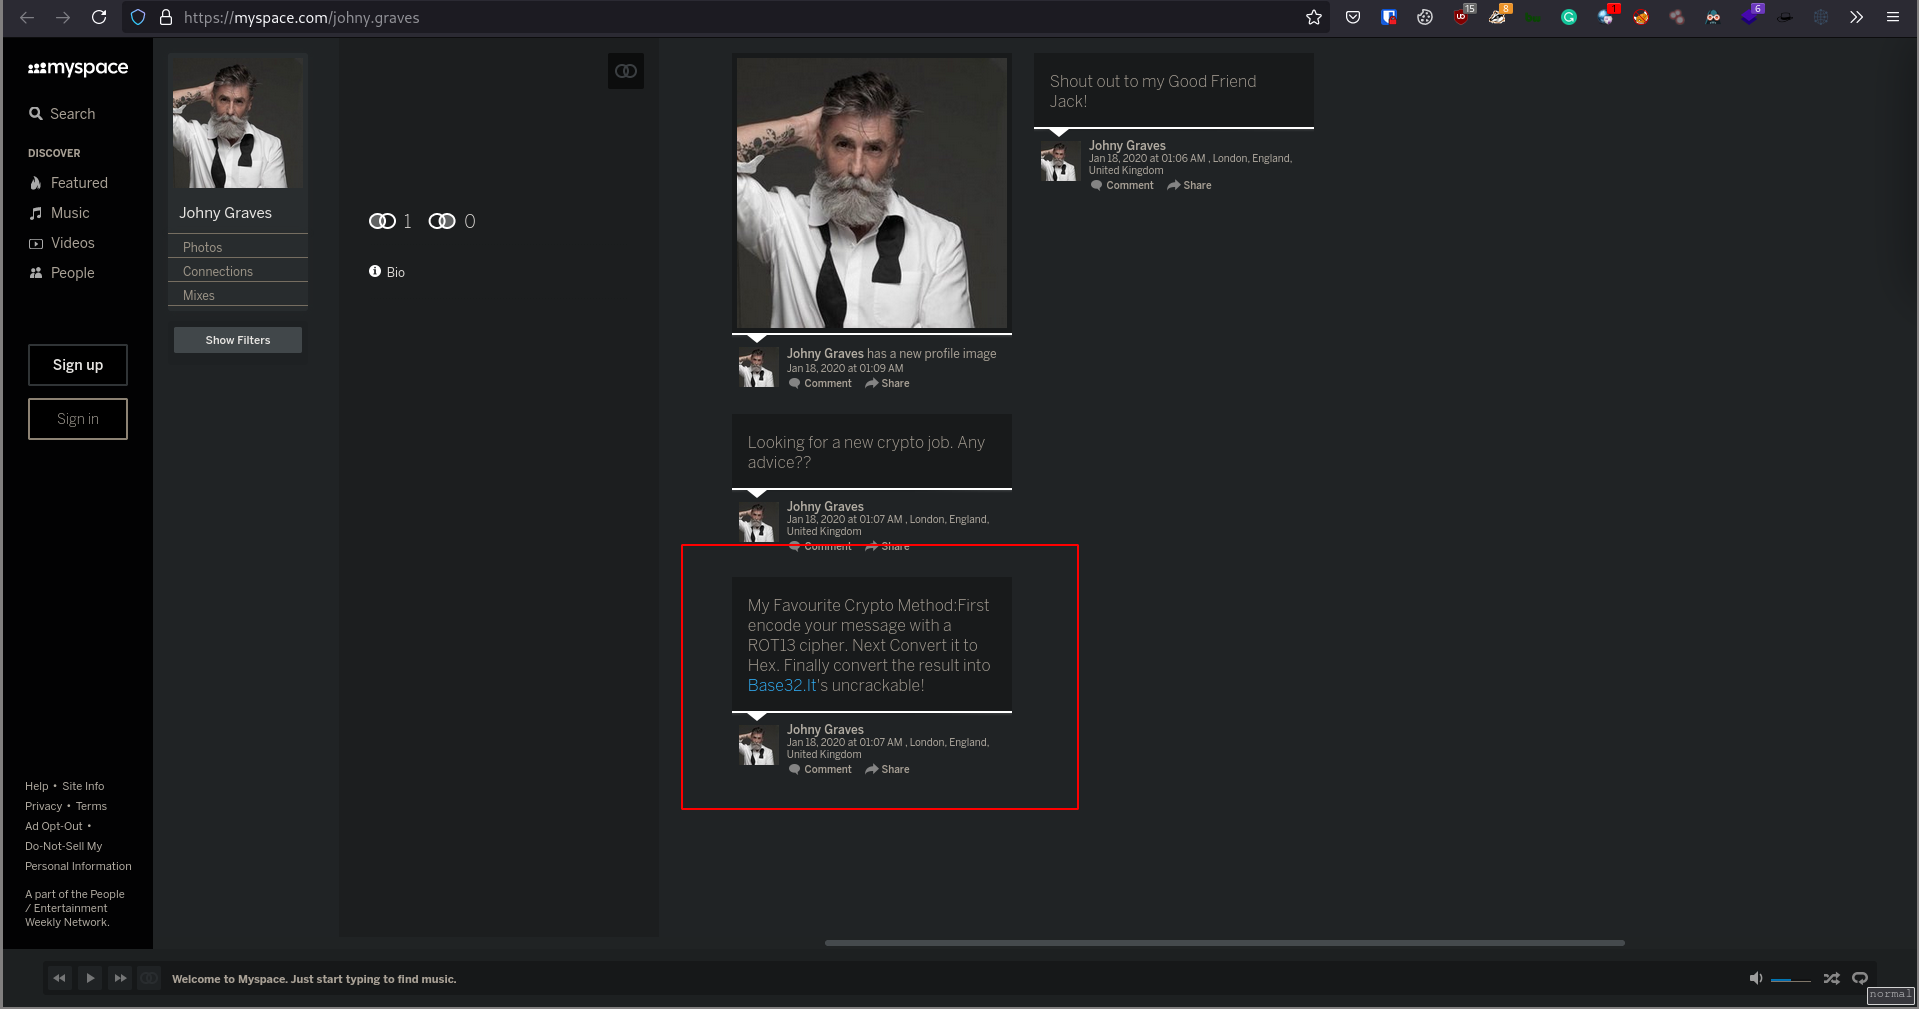 https://myspace.com/johny.graves
15
8
1
6
myspace
Search
DISCOVER
Featured
Music
Videos
People
Sign up
Sign in
Help • Site Info
Privacy • Terms
Ad Opt-Out •
Do-Not-Sell My
Personal Information
A part of the People
/ Entertainment
Weekly Network.
Johny Graves
Photos
Connections
Mixes
Show Filters
1 0
Bio
Johny Graves has a new profile image
Jan 18, 2020 at 01:09 AM
Comment Share
Looking for a new crypto job. Any
advice??
Johny Graves
Jan 18, 2020 at 01:07 AM , London, England,
United Kingdom
Comment Share
My Favourite Crypto Method:First
encode your message with a
ROT13 cipher. Next Convert it to
Hex. Finally convert the result into
Base32.It's uncrackable!
Johny Graves
Jan 18, 2020 at 01:07 AM , London, England,
United Kingdom
Comment Share
Shout out to my Good Friend
Jack!
Johny Graves
Jan 18, 2020 at 01:06 AM , London, England,
United Kingdom
Comment Share
Welcome to Myspace. Just start typing to find music.
normal